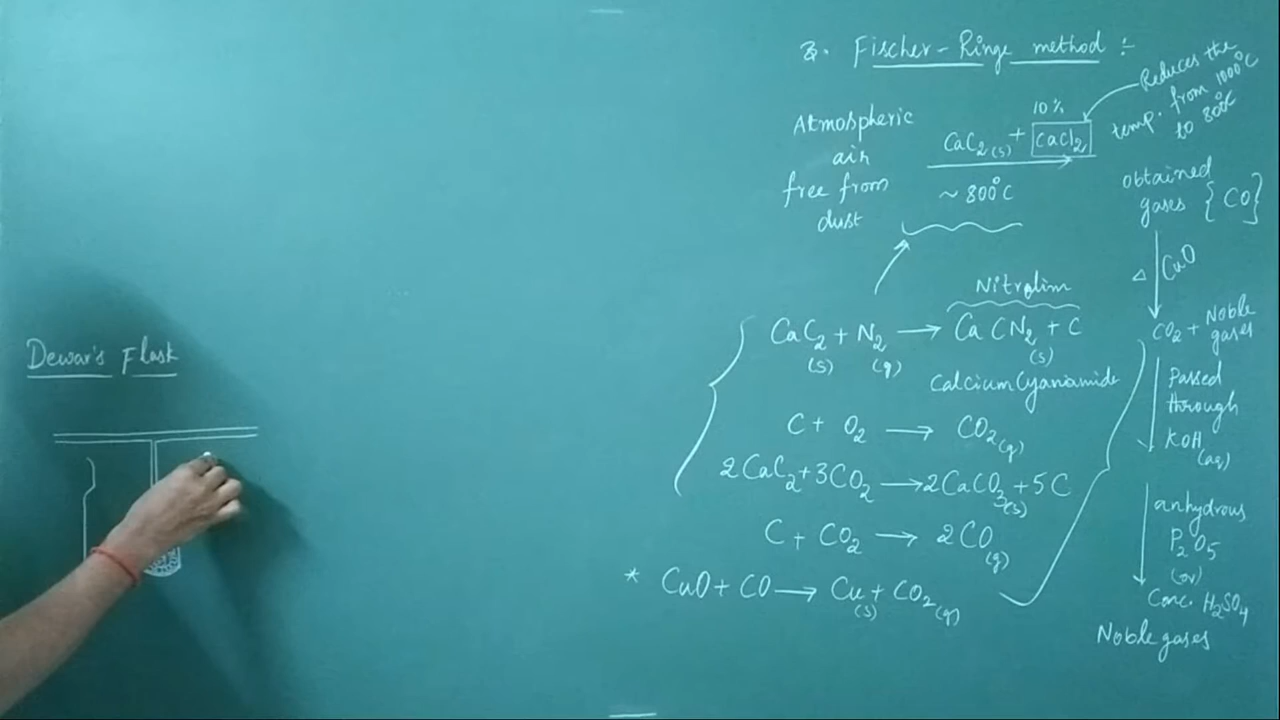 2. Fischer-Ringe method :-
Reduces the
temp. from 1000°C
to 800°C
Atmospheric
air
free from
dust
10%
CaC₂(s) + CaCl₂
~ 800°C
obtained
gases {CO}
Δ CuO
CO₂ + Noble
gases
Passed
through
KOH(aq)
anhydrous
P₂O₅
(or)
Conc. H₂SO₄
Noble gases
Nitrolim
CaC₂(s) + N₂(g) → CaCN₂(s) + C
Calcium Cyanamide
C + O₂ → CO₂(g)
2CaC₂ + 3CO₂ → 2CaCO₃(s) + 5C
C + CO₂ → 2CO(g)
* CuO + CO → Cu(s) + CO₂(g)
Dewar's Flask